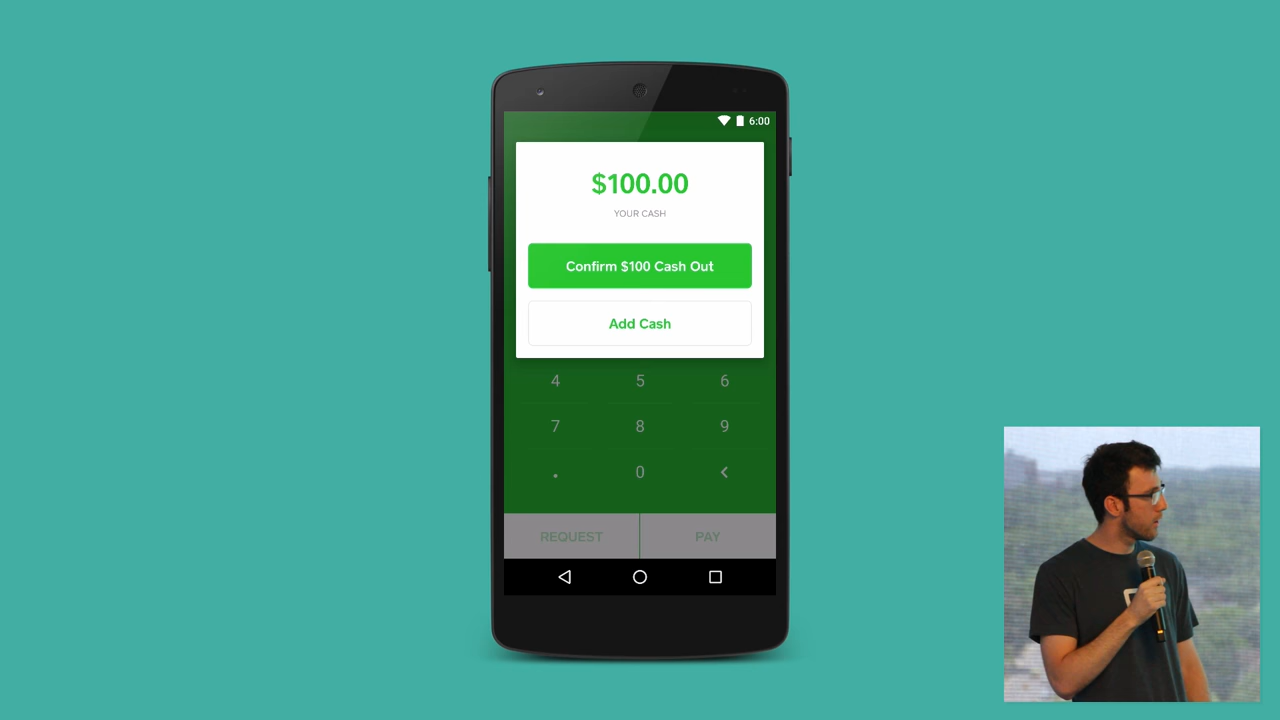 6:00
$100.00
YOUR CASH
Confirm $100 Cash Out
Add Cash
4 5 6
7 8 9
. 0 <
REQUEST PAY